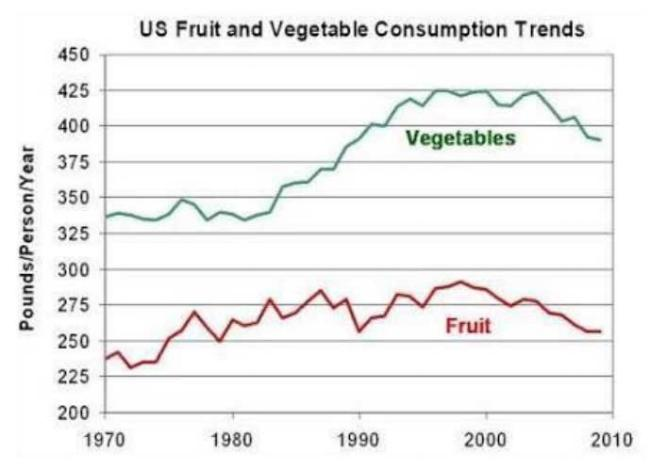 US Fruit and Vegetable Consumption Trends
Pounds/Person/Year
450
425
400
375
350
325
300
275
250
225
200
Vegetables
Fruit
1970 1980 1990 2000 2010